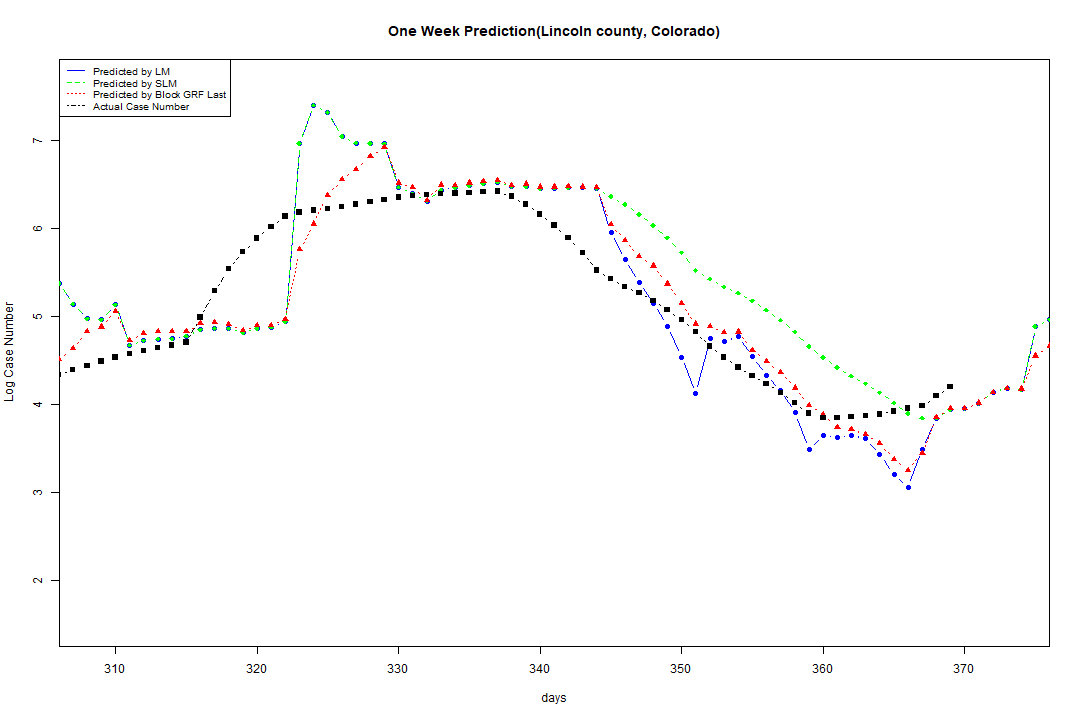 One Week Prediction(Lincoln county, Colorado)
Predicted by LM
Predicted by SLM
Predicted by Block GRF Last
Actual Case Number
7
6
5
4
3
2
Log Case Number
310 320 330 340 350 360 370
days